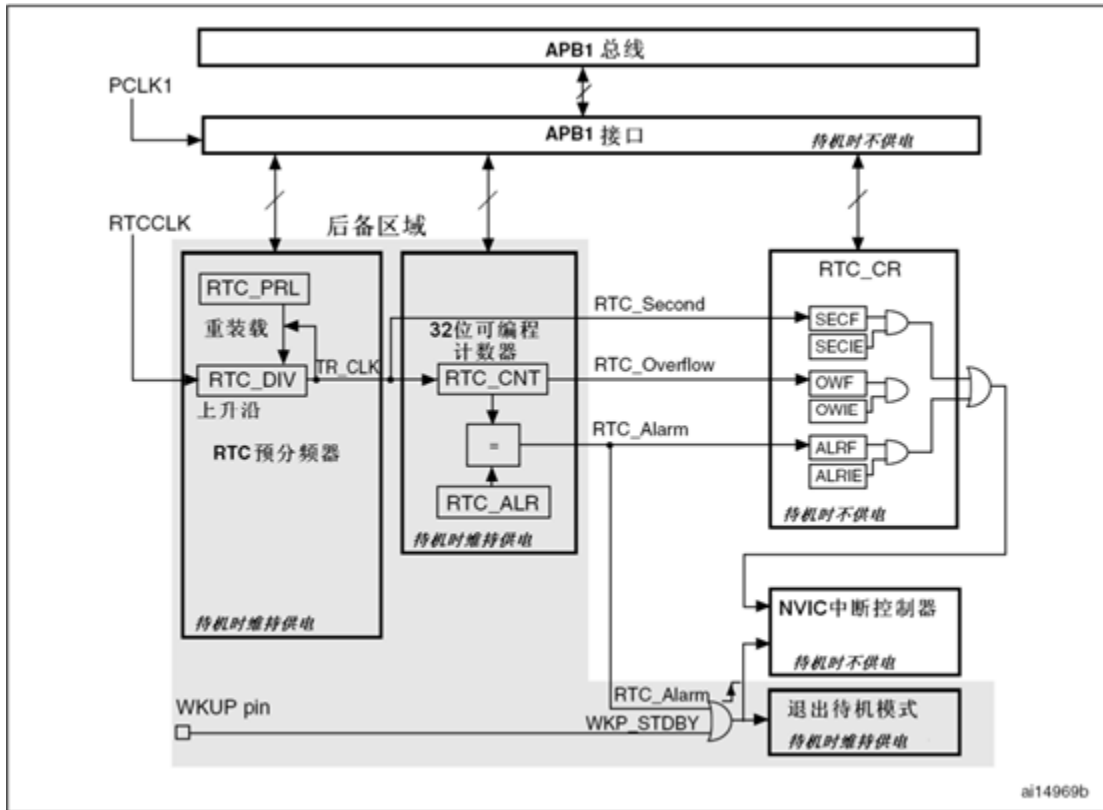 APB1 总线
PCLK1
APB1 接口
待机时不供电
RTCCLK
后备区域
RTC_PRL
重装载
RTC_DIV
TR_CLK
上升沿
RTC预分频器
待机时维持供电
32位可编程
计数器
RTC_CNT
=
RTC_ALR
待机时维持供电
RTC_Second
RTC_Overflow
RTC_Alarm
RTC_CR
SECF
SECIE
OWF
OWIE
ALRF
ALRIE
待机时不供电
NVIC中断控制器
待机时不供电
RTC_Alarm
WKUP pin
WKP_STDBY
退出待机模式
待机时维持供电
ai14969b